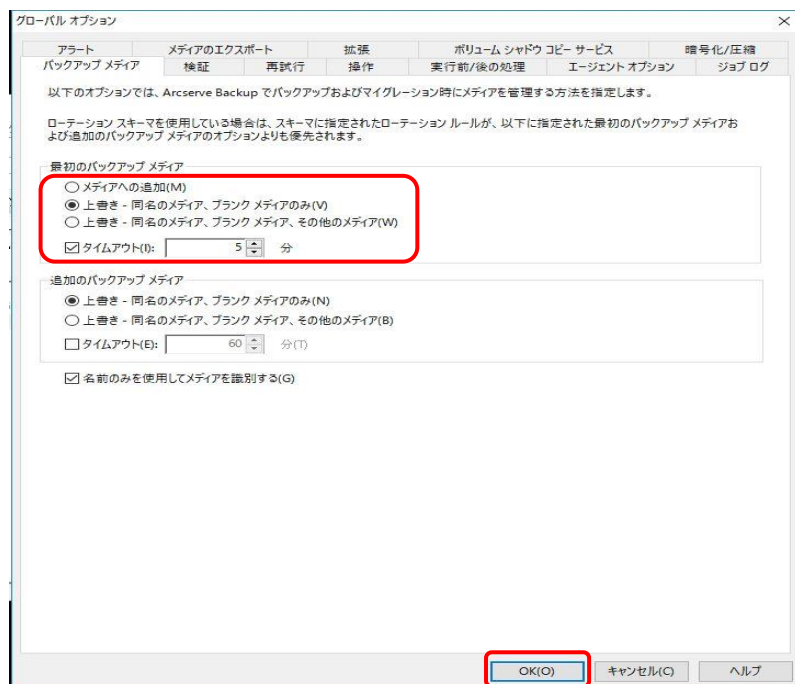 グローバル オプション
アラート メディアのエクスポート 拡張 ボリューム シャドウ コピー サービス 暗号化/圧縮
バックアップ メディア 検証 再試行 操作 実行前/後の処理 エージェント オプション ジョブ ログ
以下のオプションでは、Arcserve Backup でバックアップおよびマイグレーション時にメディアを管理する方法を指定します。
ローテーション スキーマを使用している場合は、スキーマに指定されたローテーション ルールが、以下に指定された最初のバックアップ メディアお
よび追加のバックアップ メディアのオプションよりも優先されます。
最初のバックアップ メディア
メディアへの追加(M)
上書き - 同名のメディア、ブランク メディアのみ(V)
上書き - 同名のメディア、ブランク メディア、その他のメディア(W)
タイムアウト(I): 5 分
追加のバックアップ メディア
上書き - 同名のメディア、ブランク メディアのみ(N)
上書き - 同名のメディア、ブランク メディア、その他のメディア(B)
タイムアウト(E): 60 分(T)
名前のみを使用してメディアを識別する(G)
OK(O) キャンセル(C) ヘルプ